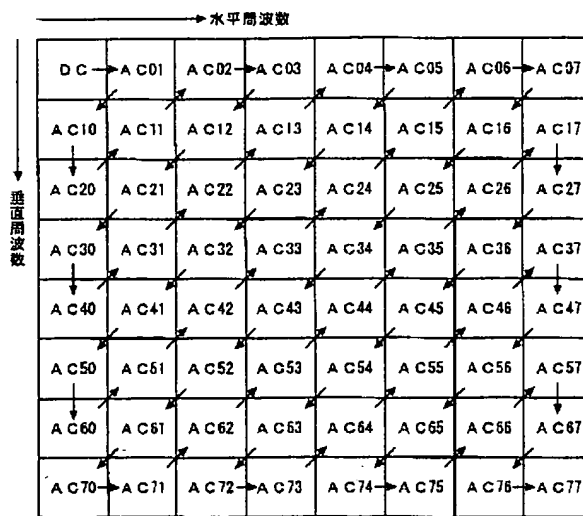 水平周波数
垂直周波数
DC AC01 AC02 AC03 AC04 AC05 AC06 AC07
AC10 AC11 AC12 AC13 AC14 AC15 AC16 AC17
AC20 AC21 AC22 AC23 AC24 AC25 AC26 AC27
AC30 AC31 AC32 AC33 AC34 AC35 AC36 AC37
AC40 AC41 AC42 AC43 AC44 AC45 AC46 AC47
AC50 AC51 AC52 AC53 AC54 AC55 AC56 AC57
AC60 AC61 AC62 AC63 AC64 AC65 AC66 AC67
AC70 AC71 AC72 AC73 AC74 AC75 AC76 AC77